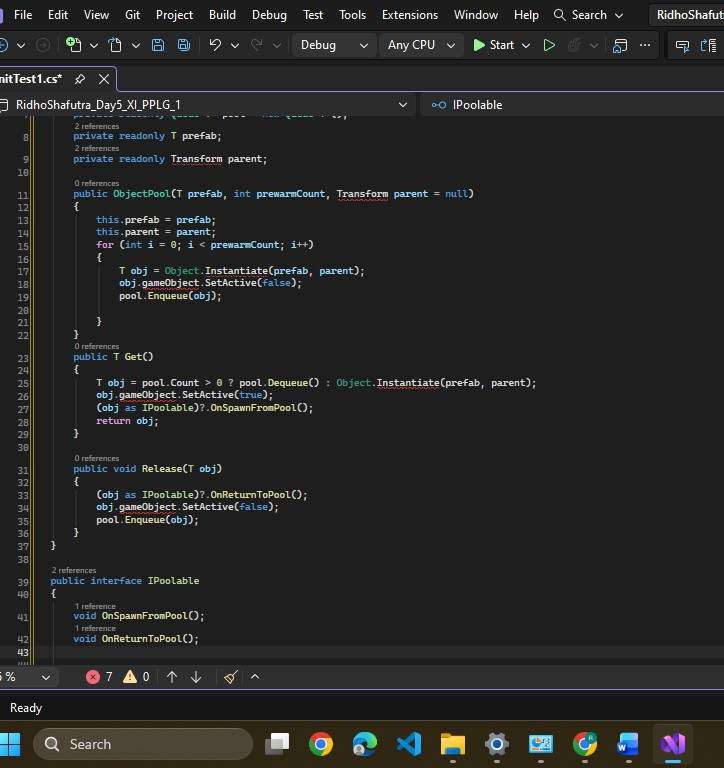 File Edit View Git Project Build Debug Test Tools Extensions Window Help Search RidhoShafut
Debug Any CPU Start
nitTest1.cs*
RidhoShafutra_Day5_XI_PPLG_1 IPoolable
2 references
8 private readonly T prefab;
2 references
9 private readonly Transform parent;
10
0 references
11 public ObjectPool(T prefab, int prewarmCount, Transform parent = null)
12 {
13 this.prefab = prefab;
14 this.parent = parent;
15 for (int i = 0; i < prewarmCount; i++)
16 {
17 T obj = Object.Instantiate(prefab, parent);
18 obj.gameObject.SetActive(false);
19 pool.Enqueue(obj);
20
21 }
22 }
0 references
23 public T Get()
24 {
25 T obj = pool.Count > 0 ? pool.Dequeue() : Object.Instantiate(prefab, parent);
26 obj.gameObject.SetActive(true);
27 (obj as IPoolable)?.OnSpawnFromPool();
28 return obj;
29 }
30
0 references
31 public void Release(T obj)
32 {
33 (obj as IPoolable)?.OnReturnToPool();
34 obj.gameObject.SetActive(false);
35 pool.Enqueue(obj);
36 }
37 }
38
2 references
39 public interface IPoolable
40 {
1 reference
41 void OnSpawnFromPool();
1 reference
42 void OnReturnToPool();
43
% 7 0
Ready
Search